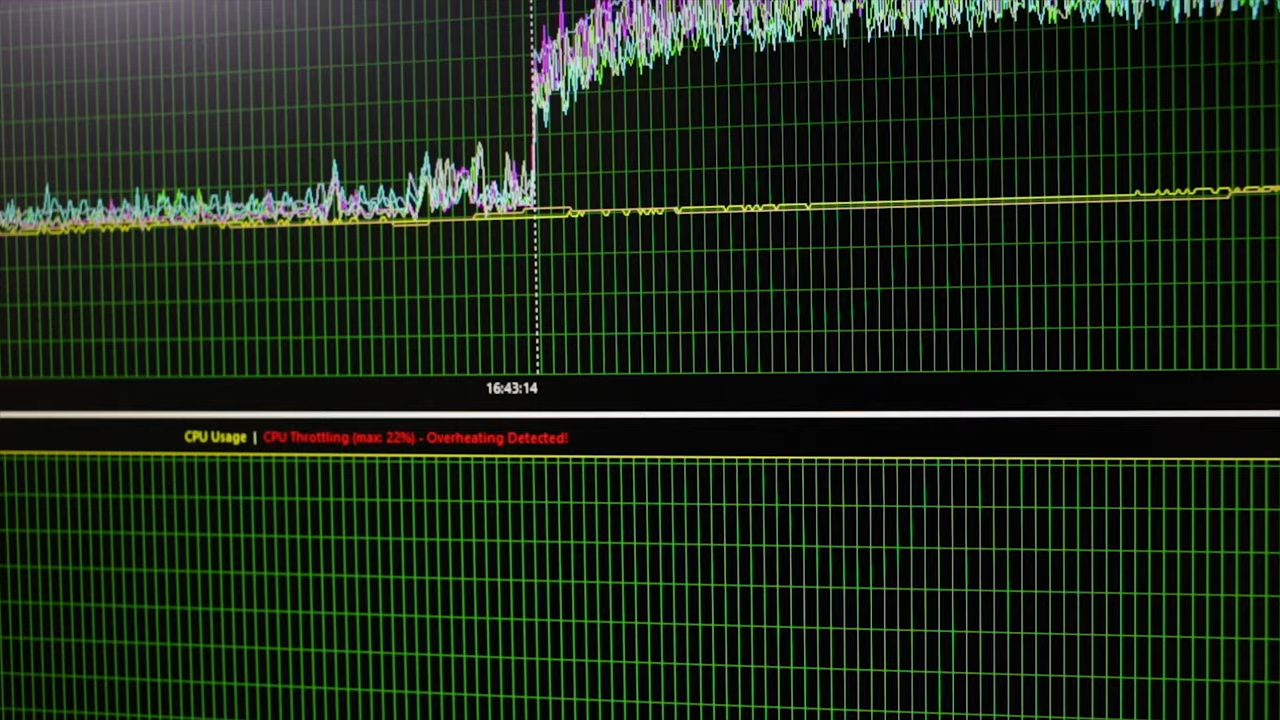 16:43:14
CPU Usage | CPU Throttling (max: 22%) - Overheating Detected!